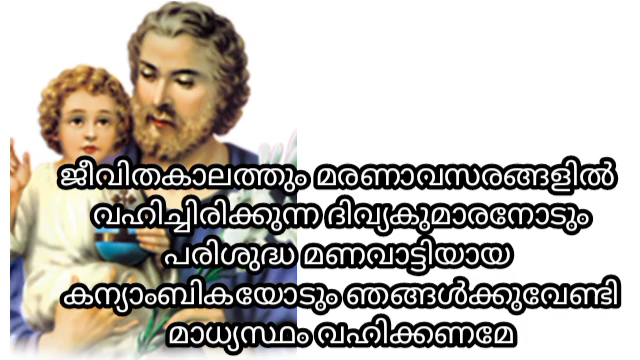 ജീവിതകാലത്തും മരണാവസരങ്ങളിൽ
വഹിച്ചിരിക്കുന്ന ദിവ്യകുമാരനോടും
പരിശുദ്ധ മണവാട്ടിയായ
കന്യാംബികയോടും ഞങ്ങൾക്കുവേണ്ടി
മാധ്യസ്ഥം വഹിക്കണമേ